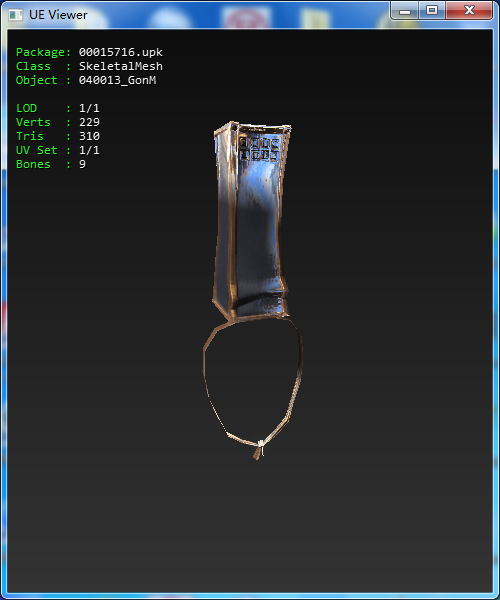 UE Viewer
Package: 00015716.upk
Class : SkeletalMesh
Object : 040013_GonM
LOD : 1/1
Verts : 229
Tris : 310
UV Set : 1/1
Bones : 9